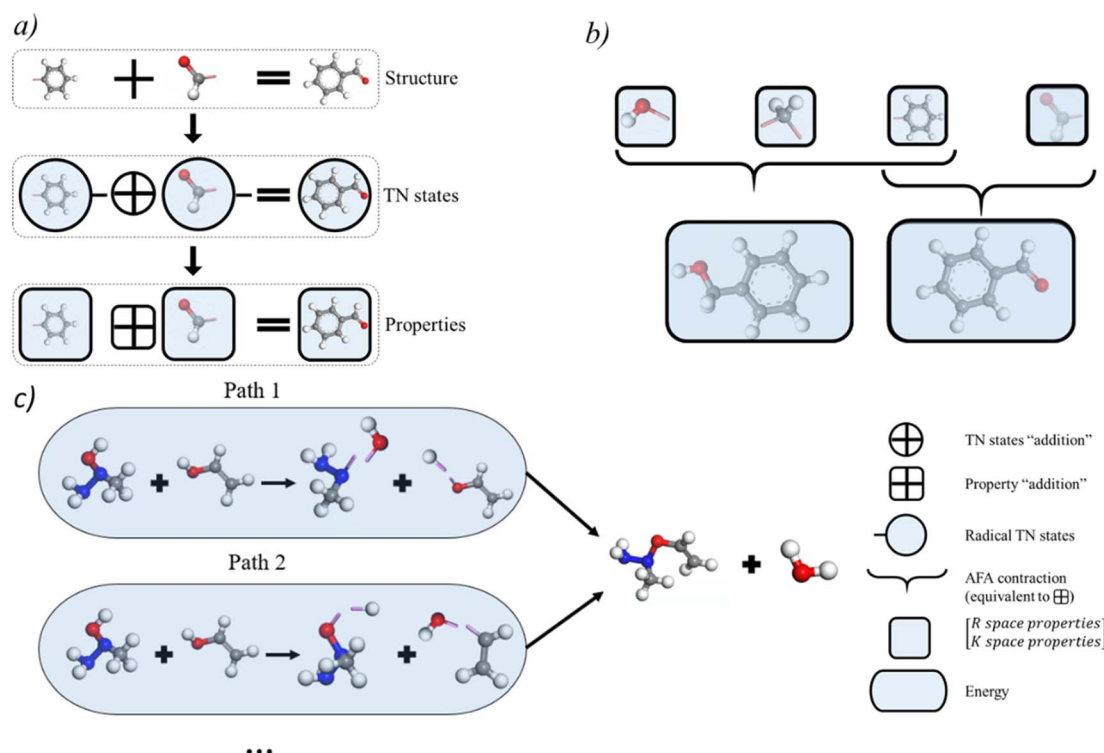 a)
Structure
TN states
Properties
b)
c)
Path 1
Path 2
...
TN states “addition”
Property “addition”
Radical TN states
AFA contraction
(equivalent to ⊞)
[R space properties]
[K space properties]
Energy